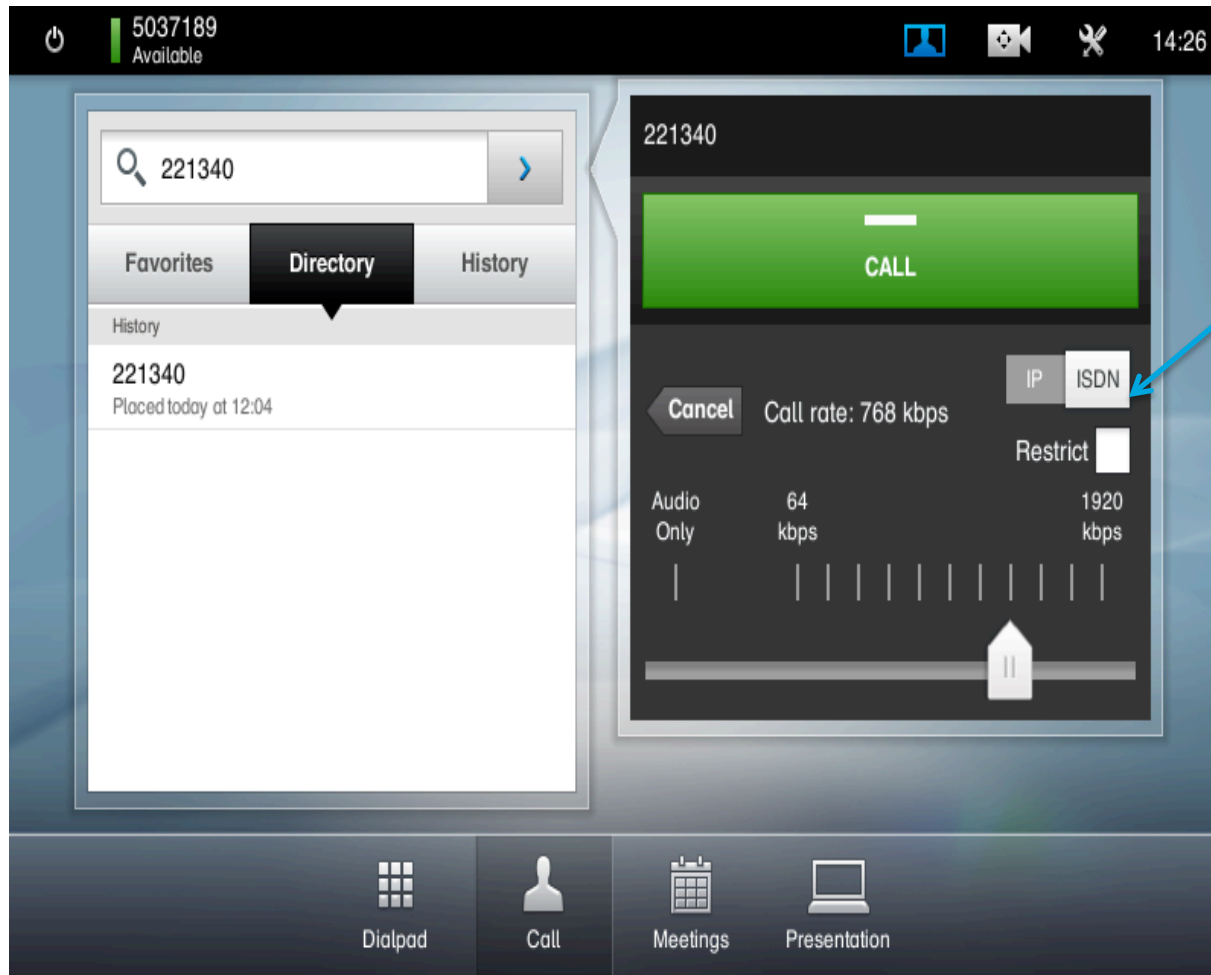 5037189
Available
14:26
221340
Favorites Directory History
History
221340
Placed today at 12:04
221340
CALL
IP ISDN
Cancel Call rate: 768 kbps
Restrict
Audio Only
64 kbps
1920 kbps
Dialpad Call Meetings Presentation